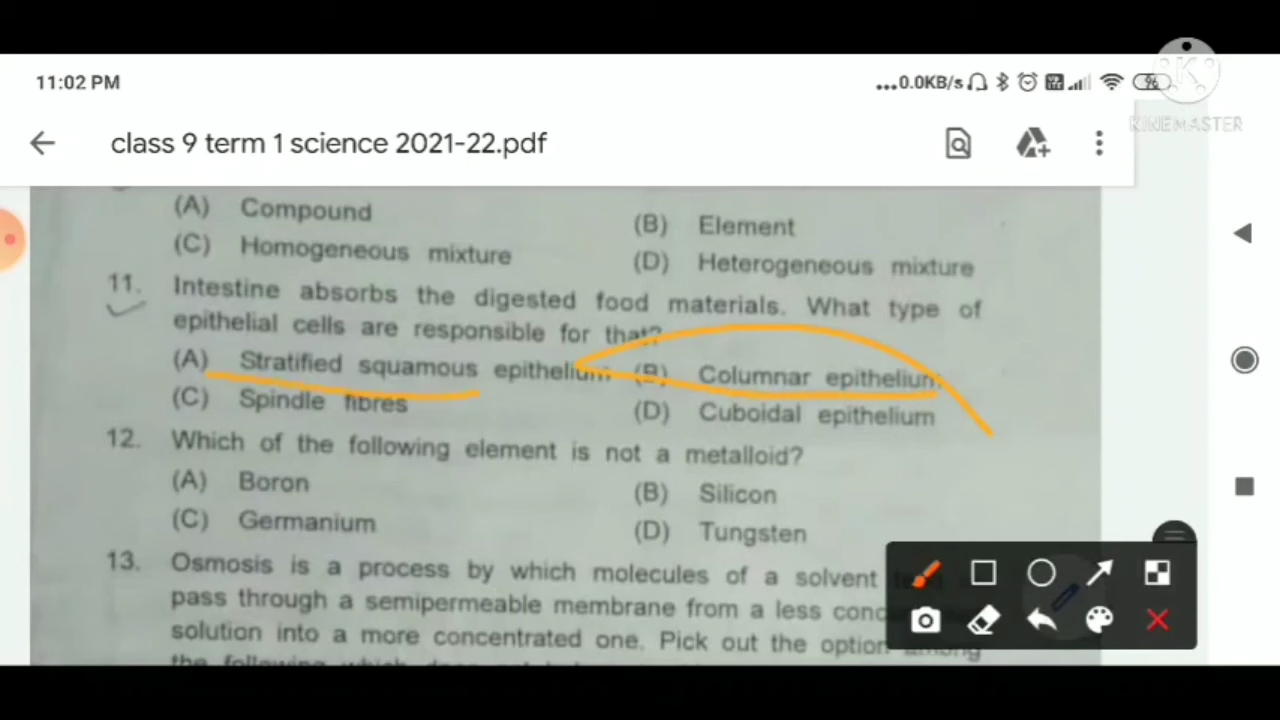 11:02 PM
...0.0KB/s
KINEMASTER
class 9 term 1 science 2021-22.pdf
(A) Compound
(B) Element
(C) Homogeneous mixture
(D) Heterogeneous mixture
11. Intestine absorbs the digested food materials. What type of
epithelial cells are responsible for that?
(A) Stratified squamous epithelium
(B) Columnar epithelium
(C) Spindle fibres
(D) Cuboidal epithelium
12. Which of the following element is not a metalloid?
(A) Boron
(B) Silicon
(C) Germanium
(D) Tungsten
13. Osmosis is a process by which molecules of a solvent
pass through a semipermeable membrane from a less
solution into a more concentrated one. Pick out the option among
the following which